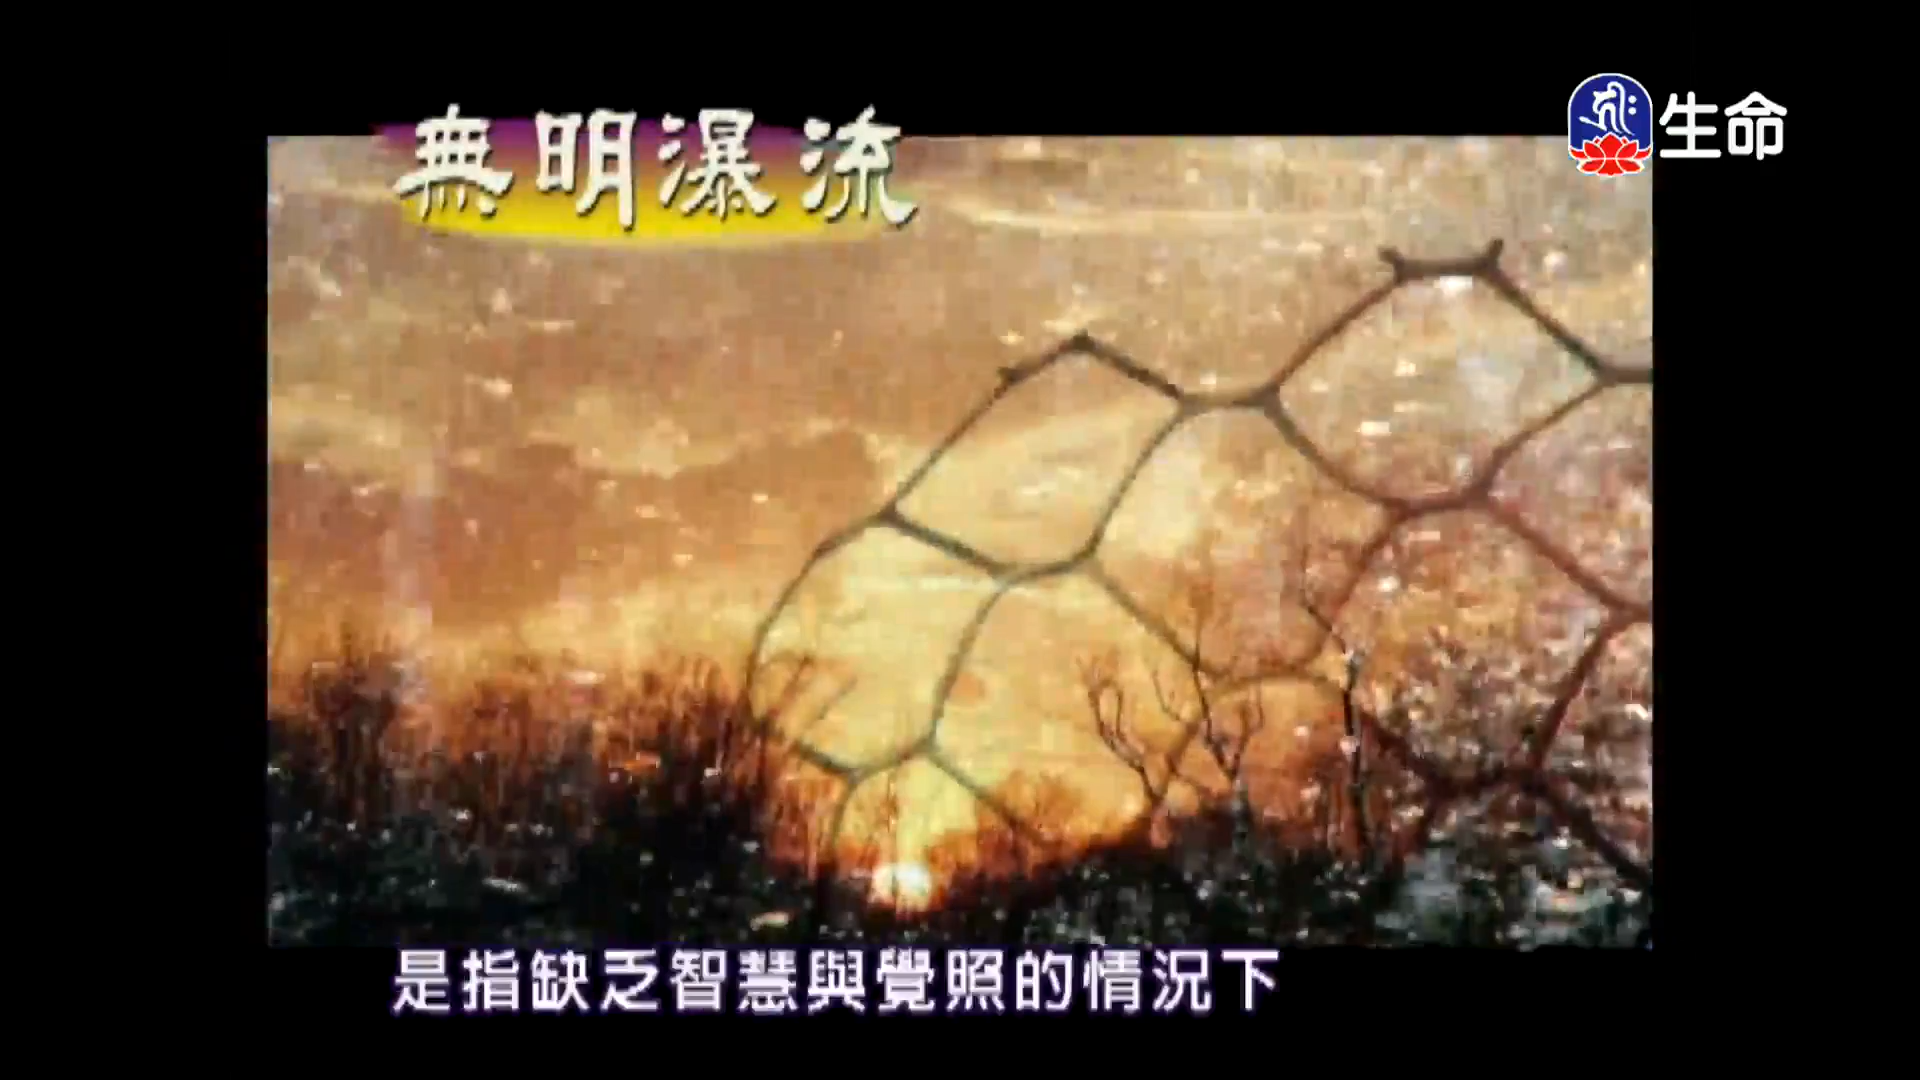 無明瀑流
生命
是指缺乏智慧與覺照的情況下